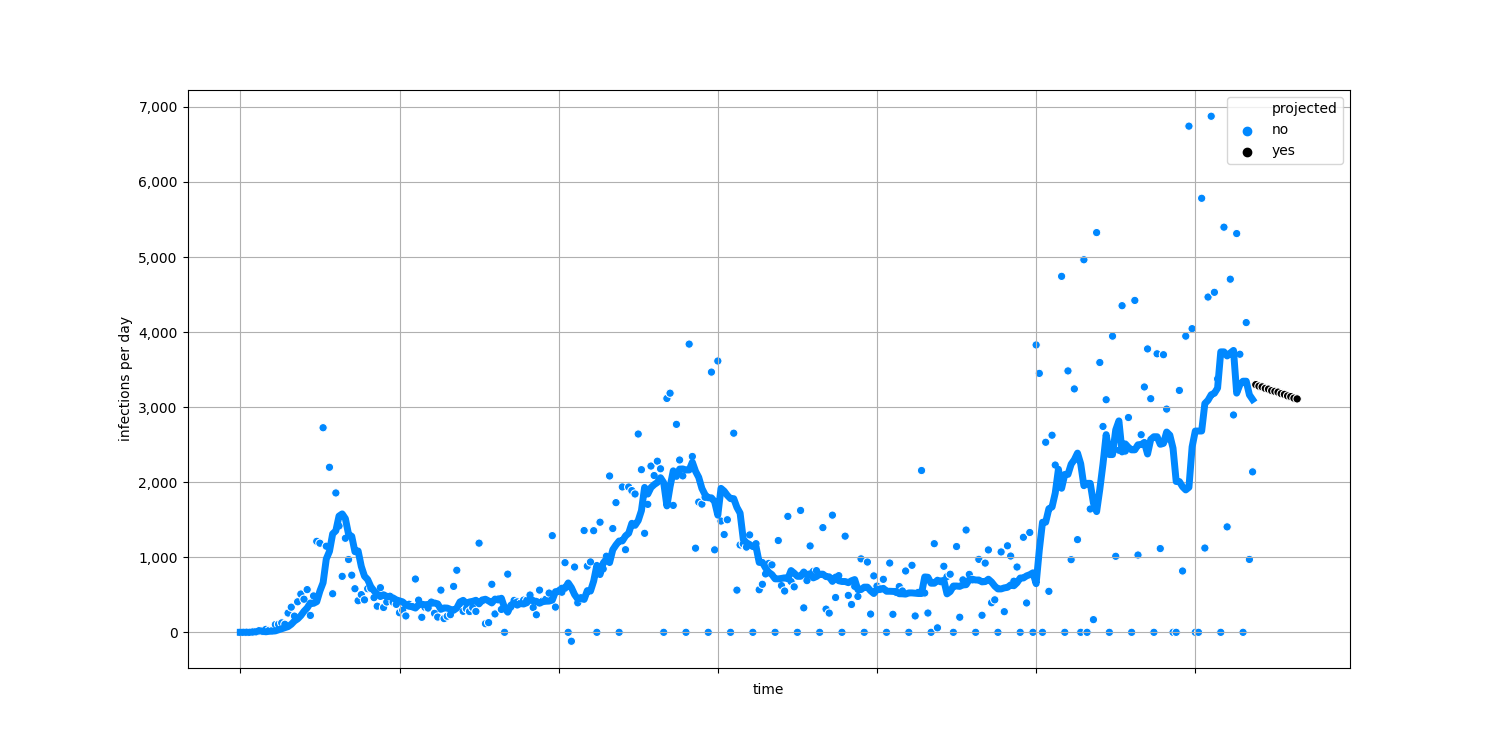 7,000
6,000
5,000
4,000
3,000
2,000
1,000
0
infections per day
time
projected
no
yes